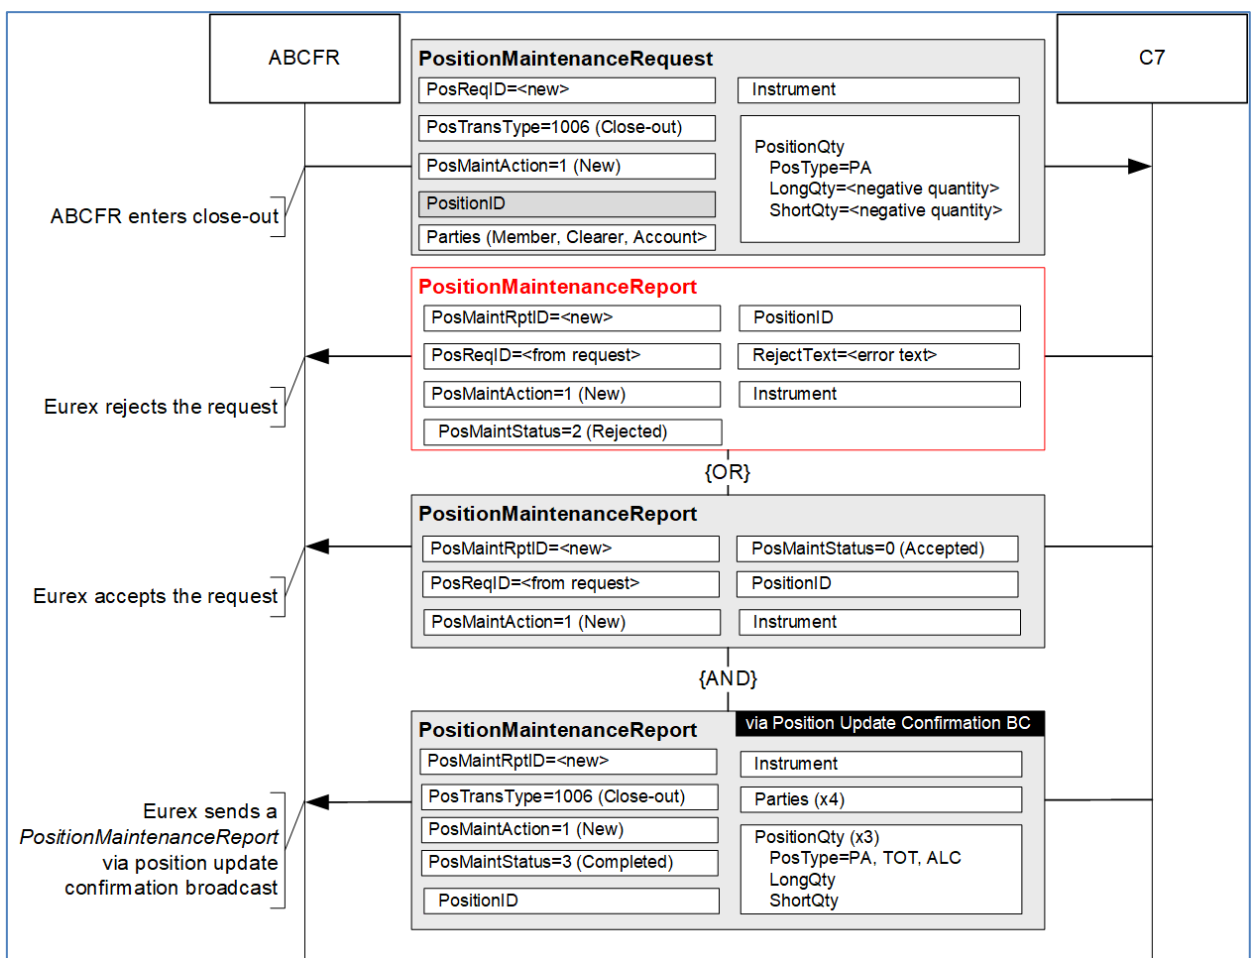 ABCFR
C7
PositionMaintenanceRequest
PosReqID=<new>
Instrument
PosTransType=1006 (Close-out)
PosMaintAction=1 (New)
PositionID
Parties (Member, Clearer, Account>
PositionQty
PosType=PA
LongQty=<negative quantity>
ShortQty=<negative quantity>
ABCFR enters close-out
PositionMaintenanceReport
PosMaintRptID=<new>
PositionID
PosReqID=<from request>
RejectText=<error text>
PosMaintAction=1 (New)
Instrument
PosMaintStatus=2 (Rejected)
Eurex rejects the request
{OR}
PositionMaintenanceReport
PosMaintRptID=<new>
PosMaintStatus=0 (Accepted)
PosReqID=<from request>
PositionID
PosMaintAction=1 (New)
Instrument
Eurex accepts the request
{AND}
PositionMaintenanceReport
via Position Update Confirmation BC
PosMaintRptID=<new>
Instrument
PosTransType=1006 (Close-out)
Parties (x4)
PosMaintAction=1 (New)
PosMaintStatus=3 (Completed)
PositionID
PositionQty (x3)
PosType=PA, TOT, ALC
LongQty
ShortQty
Eurex sends a
PositionMaintenanceReport
via position update
confirmation broadcast